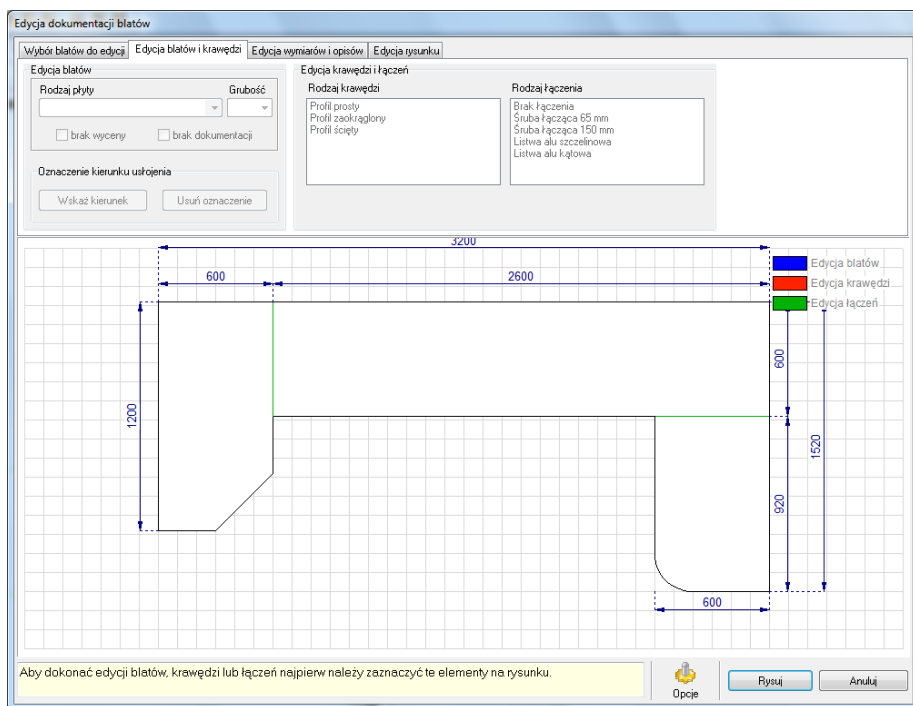 Edycja dokumentacji blatów
Wybór blatów do edycji Edycja blatów i krawędzi Edycja wymiarów i opisów Edycja rysunku
Edycja blatów
Rodzaj płyty Grubość
brak wyceny brak dokumentacji
Oznaczenie kierunku usłojenia
Wskaż kierunek Usuń oznaczenie
Edycja krawędzi i łączeń
Rodzaj krawędzi
Profil prosty
Profil zaokrąglony
Profil ścięty
Rodzaj łączenia
Brak łączenia
Śruba łącząca 65 mm
Śruba łącząca 150 mm
Listwa alu szczelinowa
Listwa alu kątowa
3200
600 2600
Edycja blatów
Edycja krawędzi
Edycja łączeń
600
1200
1520
920
600
Aby dokonać edycji blatów, krawędzi lub łączeń najpierw należy zaznaczyć te elementy na rysunku.
Opcje
Rysuj Anuluj